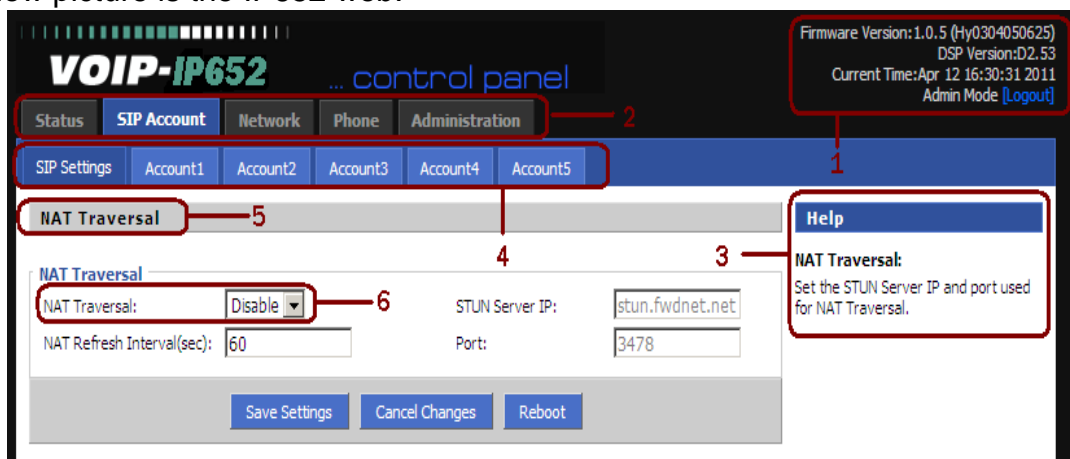 VOIP-IP652 ... control panel
Firmware Version:1.0.5 (Hy0304050625)
DSP Version:D2.53
Current Time:Apr 12 16:30:31 2011
Admin Mode [Logout]
Status SIP Account Network Phone Administration 2
1
SIP Settings Account1 Account2 Account3 Account4 Account5
NAT Traversal 5
4
Help
3
NAT Traversal:
Set the STUN Server IP and port used
for NAT Traversal.
NAT Traversal
NAT Traversal: Disable 6 STUN Server IP: stun.fwdnet.net
NAT Refresh Interval(sec): 60 Port: 3478
Save Settings Cancel Changes Reboot